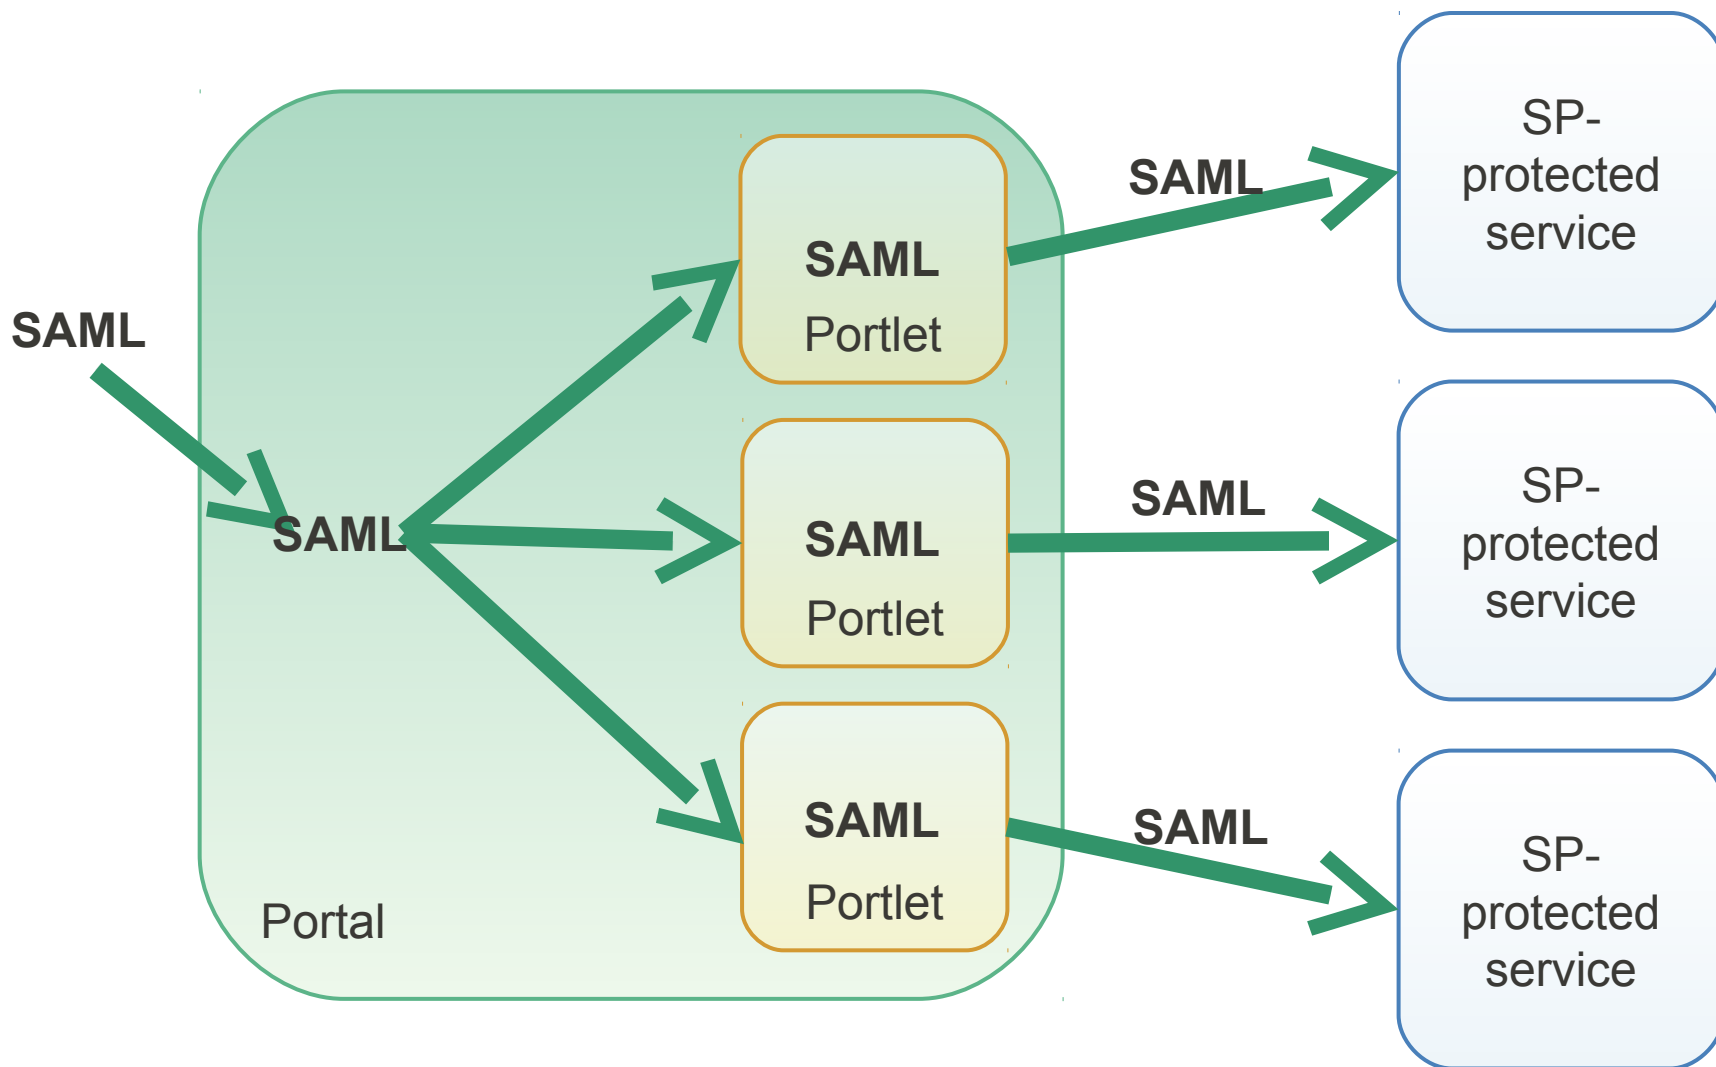 SAML
SAML
Portal
SAML
Portlet
SAML
Portlet
SAML
Portlet
SAML
SAML
SAML
SP-
protected
service
SP-
protected
service
SP-
protected
service